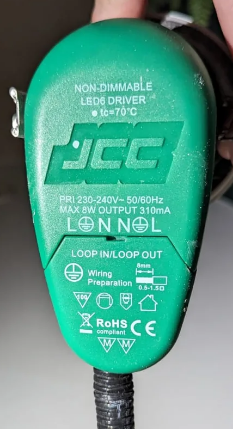 NON-DIMMABLE
LED6 DRIVER
tc=70°C
JCC
PRI 230-240V~ 50/60Hz
MAX 8W OUTPUT 310mA
L N N L
LOOP IN/LOOP OUT
Wiring
Preparation
8mm
0.5-1.5
RoHS
compliant
CE
M M